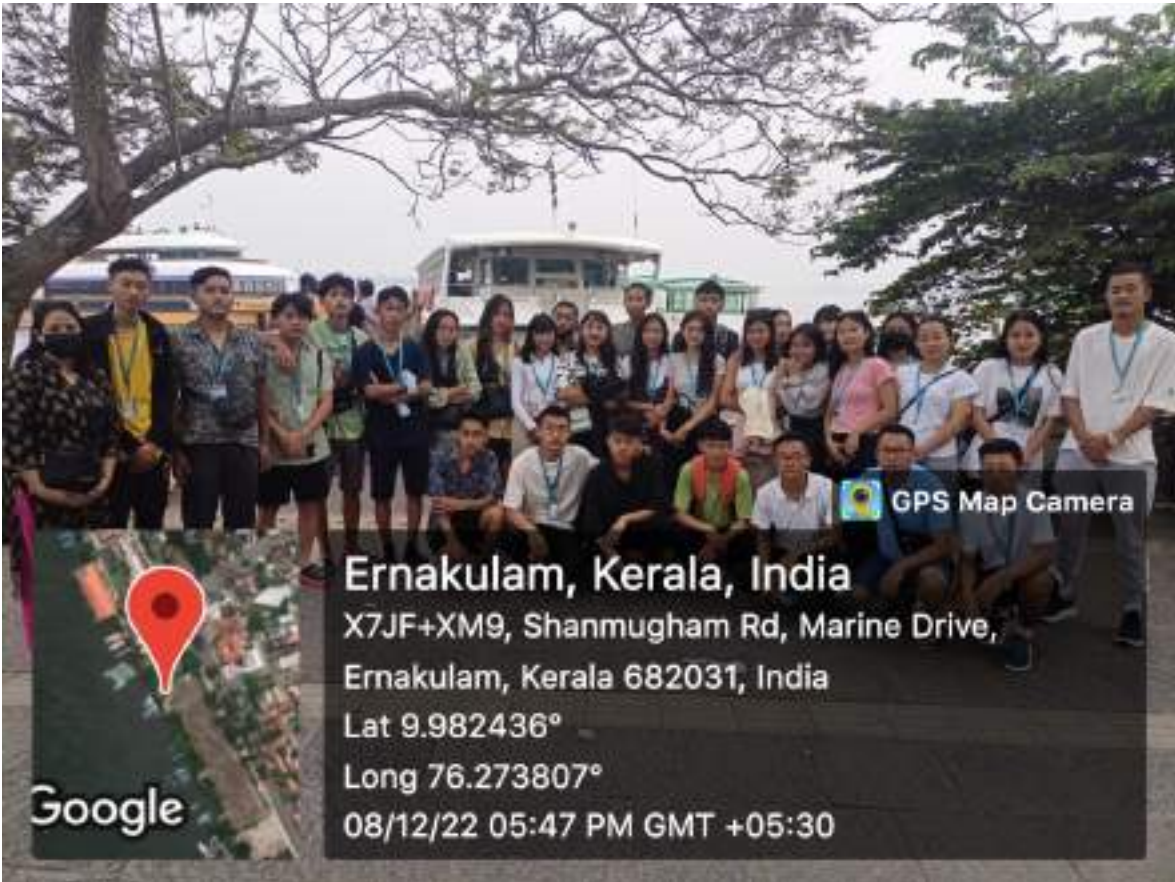 GPS Map Camera
Ernakulam, Kerala, India
X7JF+XM9, Shanmugham Rd, Marine Drive,
Ernakulam, Kerala 682031, India
Lat 9.982436°
Long 76.273807°
08/12/22 05:47 PM GMT +05:30
Google